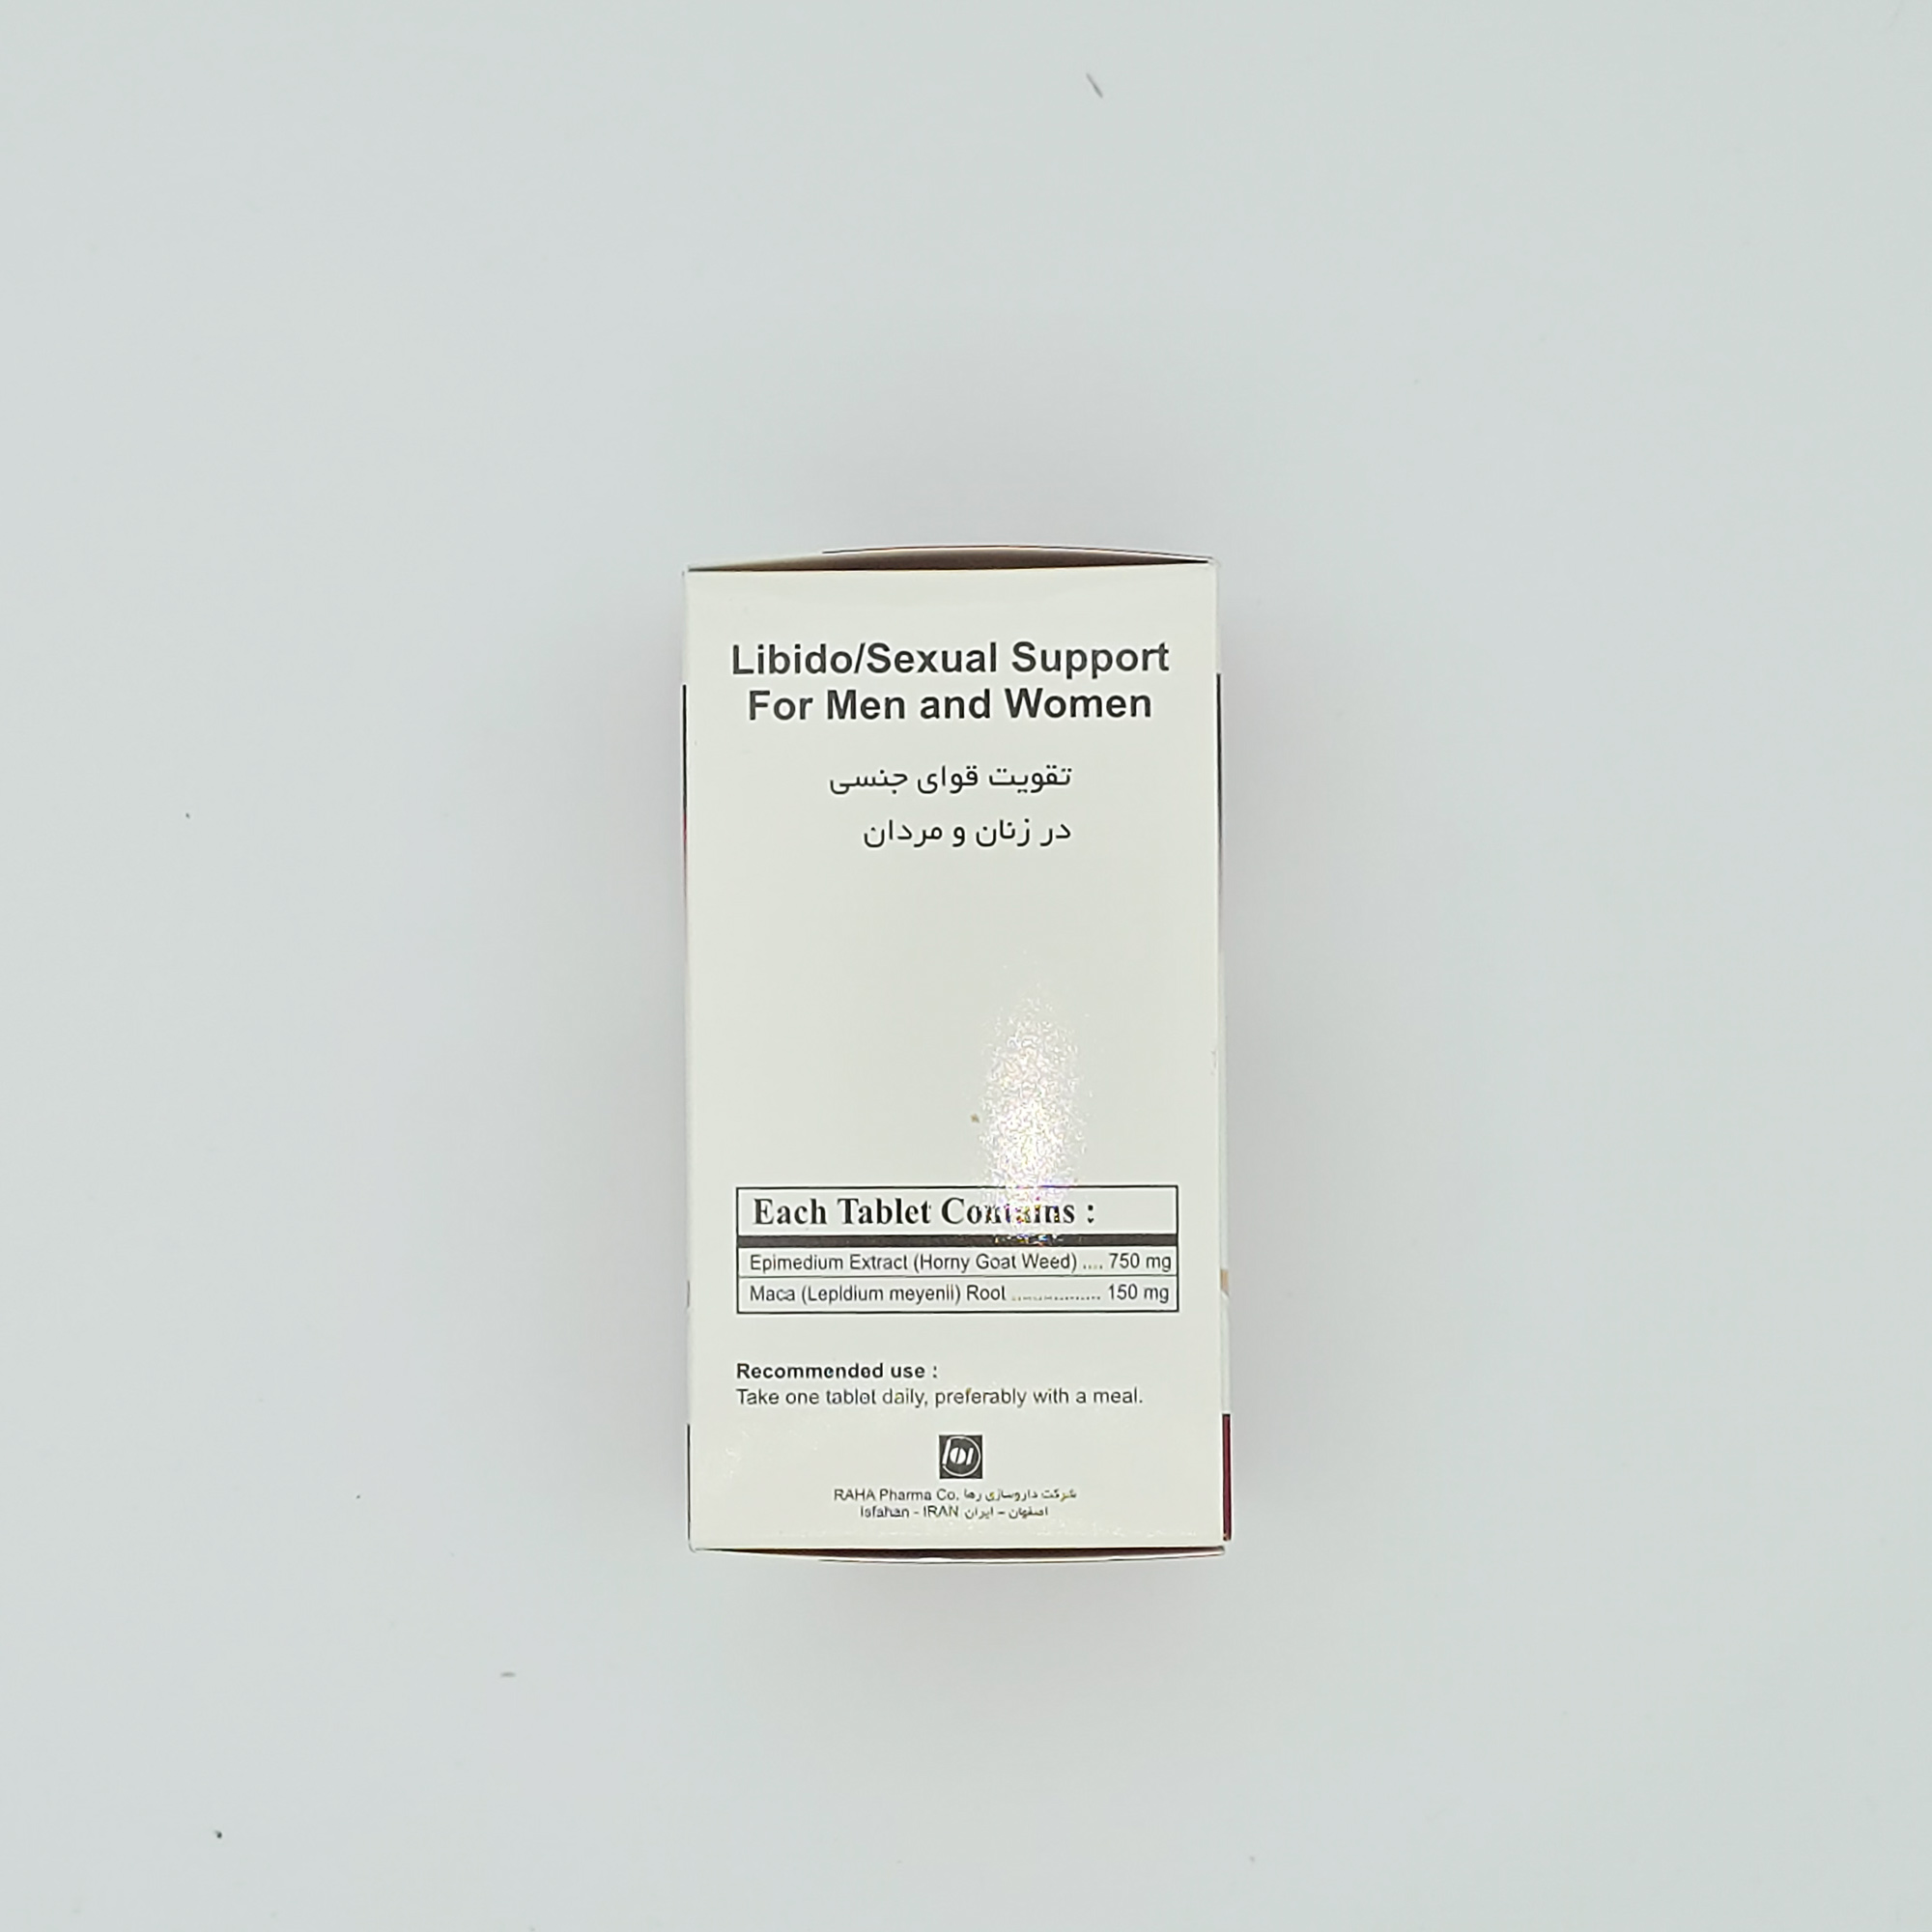 Libido/Sexual Support
For Men and Women
تقویت قوای جنسی
در زنان و مردان
Each Tablet Contains :
Epimedium Extract (Horny Goat Weed) .... 750 mg
Maca (Lepidium meyenii) Root ................. 150 mg
Recommended use :
Take one tablet daily, preferably with a meal.
رها
RAHA Pharma Co. شرکت داروسازی رها
Isfahan - IRAN اصفهان - ایران